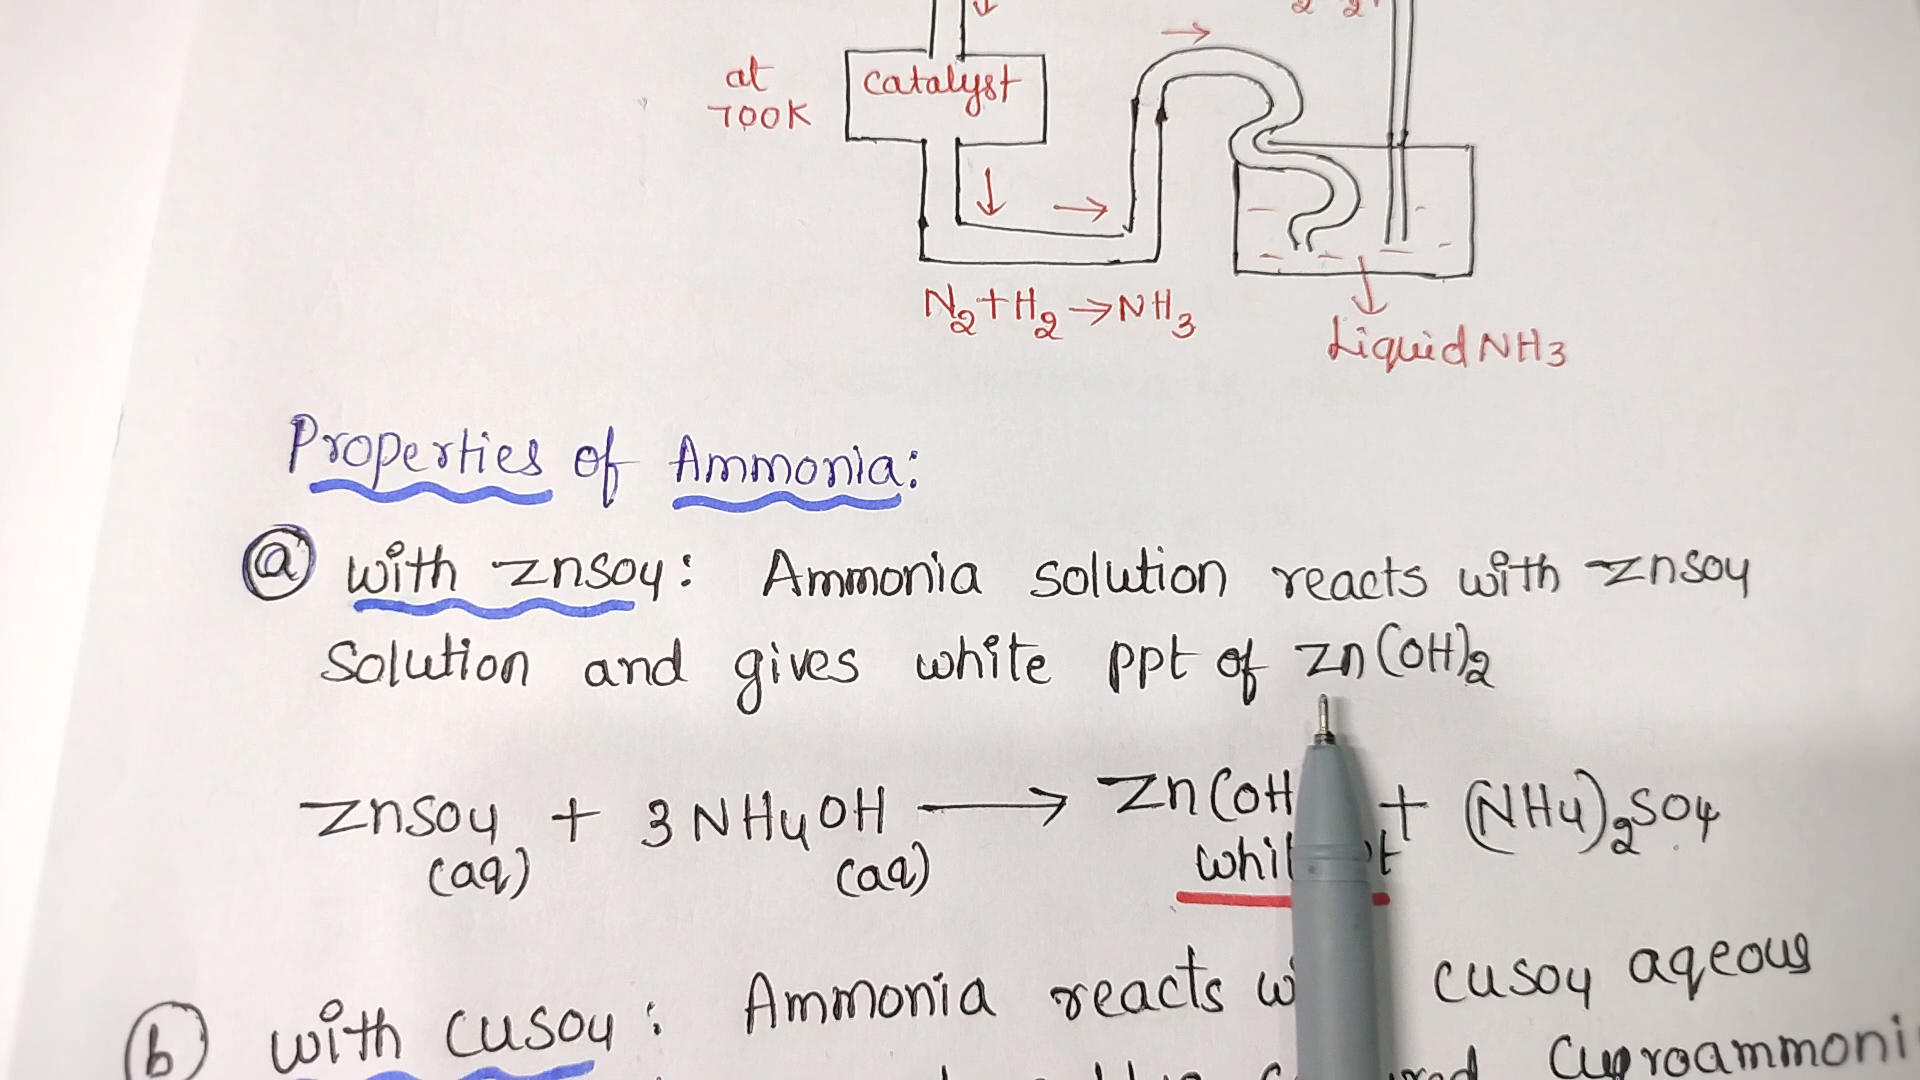 at
700K
catalyst
N2+H2→NH3
Liquid NH3
Properties of Ammonia:
(a) with ZnSO4: Ammonia solution reacts with ZnSO4
Solution and gives white ppt of Zn(OH)2
ZnSO4 + 3NH4OH → Zn(OH + (NH4)2SO4
(aq) (aq)
(b) with CuSO4: Ammonia reacts CuSO4 aqeous